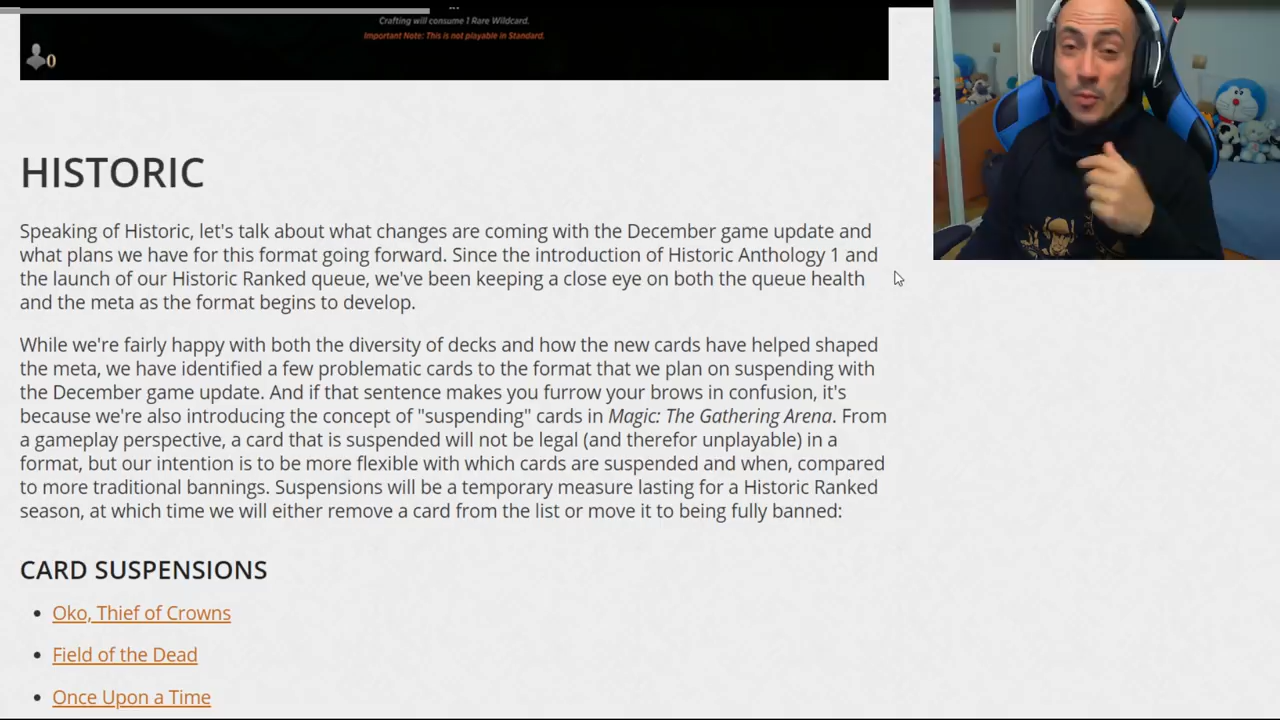 Crafting will consume 1 Rare Wildcard.
Important Note: This is not playable in Standard.
0
HISTORIC
Speaking of Historic, let's talk about what changes are coming with the December game update and
what plans we have for this format going forward. Since the introduction of Historic Anthology 1 and
the launch of our Historic Ranked queue, we've been keeping a close eye on both the queue health
and the meta as the format begins to develop.
While we're fairly happy with both the diversity of decks and how the new cards have helped shaped
the meta, we have identified a few problematic cards to the format that we plan on suspending with
the December game update. And if that sentence makes you furrow your brows in confusion, it's
because we're also introducing the concept of "suspending" cards in Magic: The Gathering Arena. From
a gameplay perspective, a card that is suspended will not be legal (and therefor unplayable) in a
format, but our intention is to be more flexible with which cards are suspended and when, compared
to more traditional bannings. Suspensions will be a temporary measure lasting for a Historic Ranked
season, at which time we will either remove a card from the list or move it to being fully banned:
CARD SUSPENSIONS
• Oko, Thief of Crowns
• Field of the Dead
• Once Upon a Time